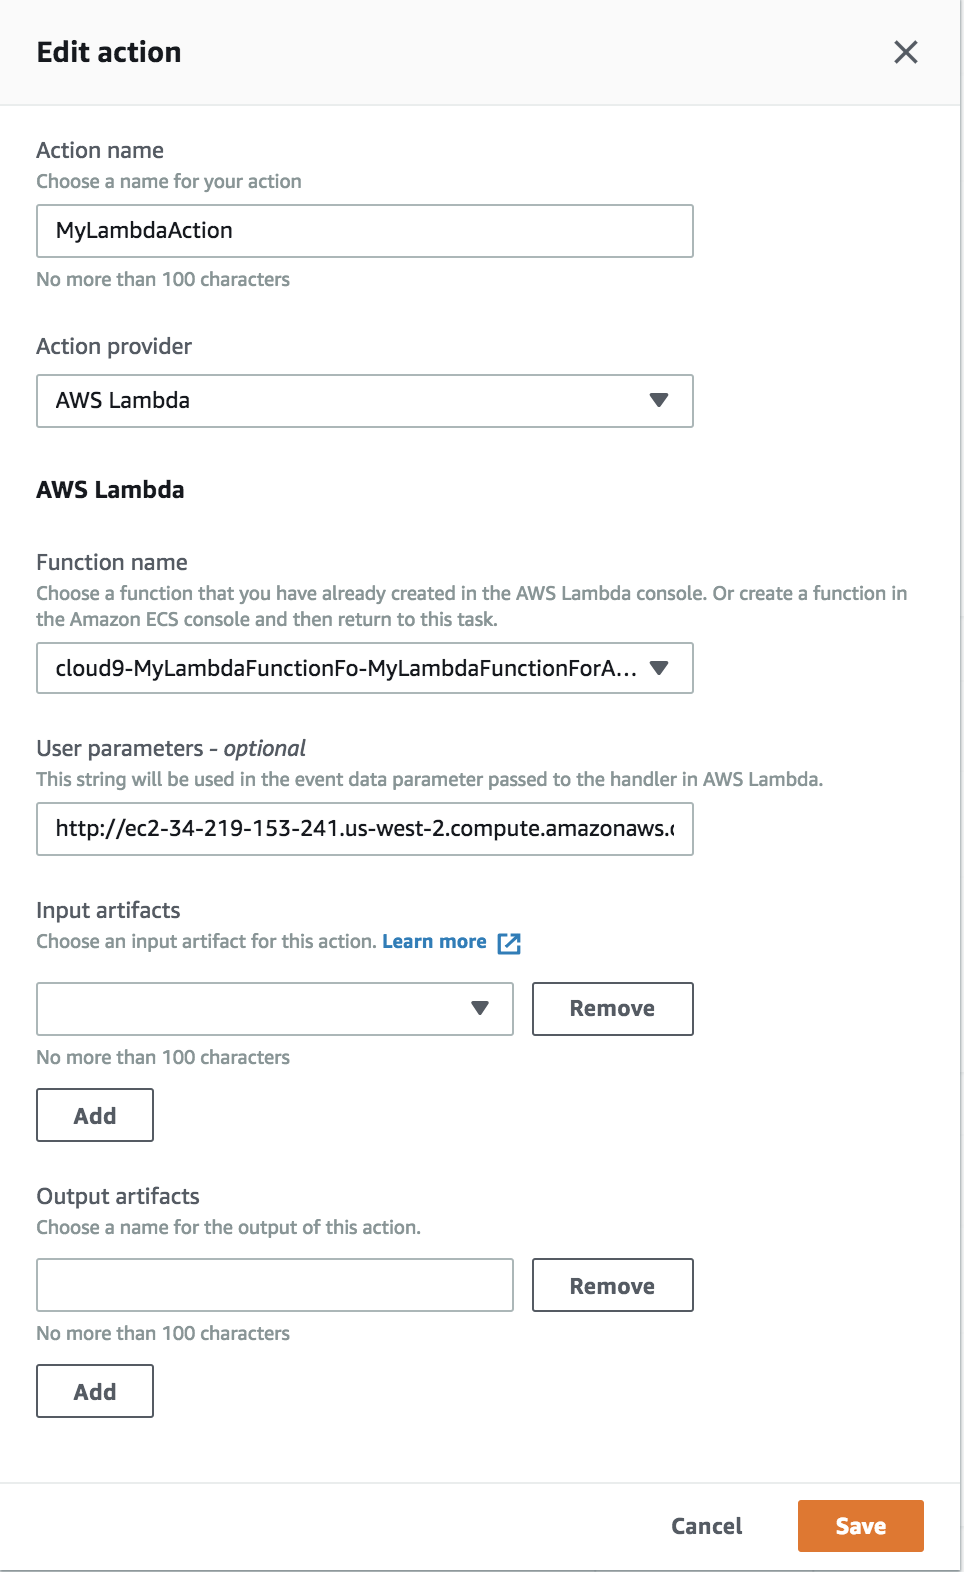 Edit action
Action name
Choose a name for your action
MyLambdaAction
No more than 100 characters
Action provider
AWS Lambda
AWS Lambda
Function name
Choose a function that you have already created in the AWS Lambda console. Or create a function in
the Amazon ECS console and then return to this task.
cloud9-MyLambdaFunctionFo-MyLambdaFunctionForA...
User parameters - optional
This string will be used in the event data parameter passed to the handler in AWS Lambda.
http://ec2-34-219-153-241.us-west-2.compute.amazonaws.c
Input artifacts
Choose an input artifact for this action. Learn more
Remove
No more than 100 characters
Add
Output artifacts
Choose a name for the output of this action.
Remove
No more than 100 characters
Add
Cancel Save